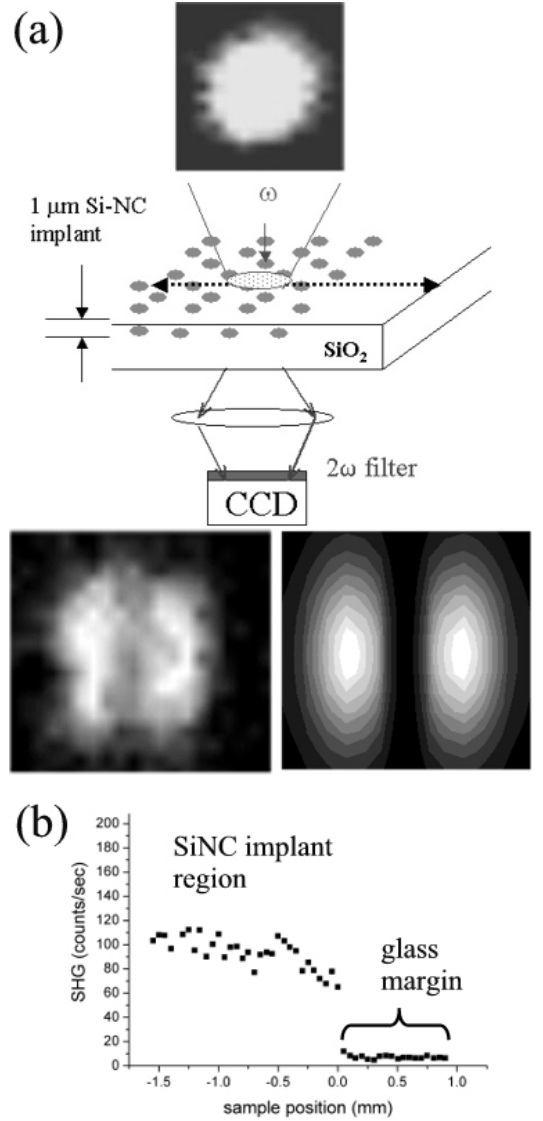 (a)
ω
1 μm Si-NC
implant
SiO₂
2ω filter
CCD
(b)
SHG (counts/sec)
200
180
160
140
120
100
80
60
40
20
0
SiNC implant
region
glass
margin
-1.5
-1.0
-0.5
0.0
0.5
1.0
sample position (mm)